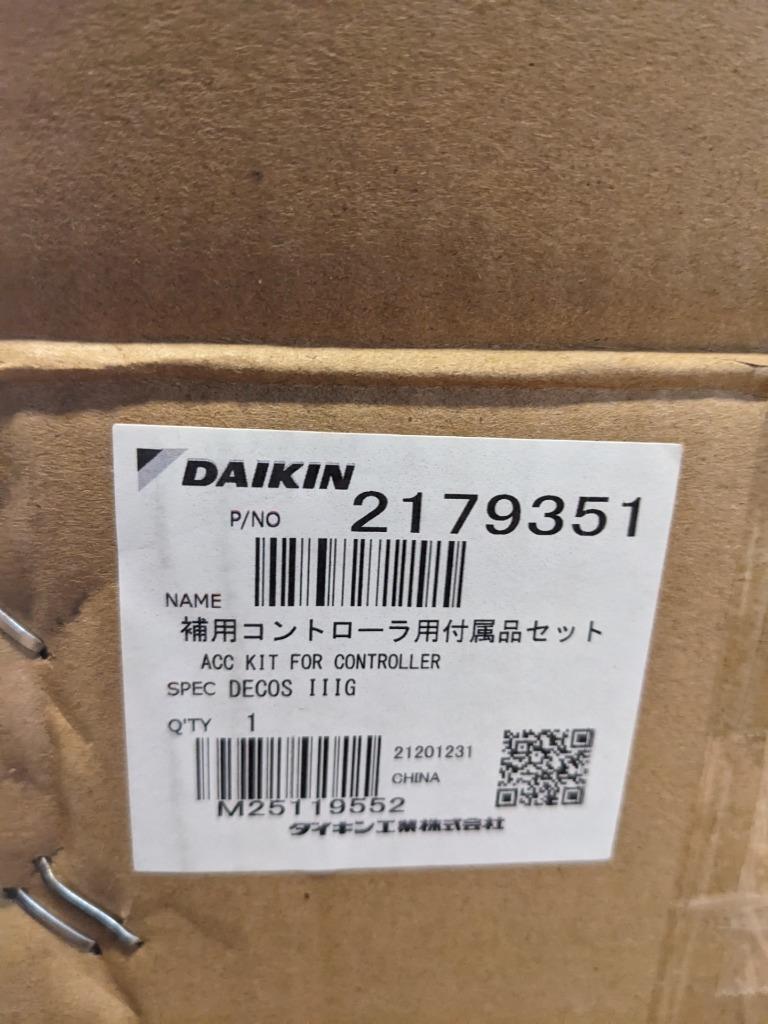 DAIKIN
P/NO 2179351
NAME
補用コントローラ用付属品セット
ACC KIT FOR CONTROLLER
SPEC DECOS IIIG
Q'TY 1
21201231
CHINA
M25119552
ダイキン工業株式会社